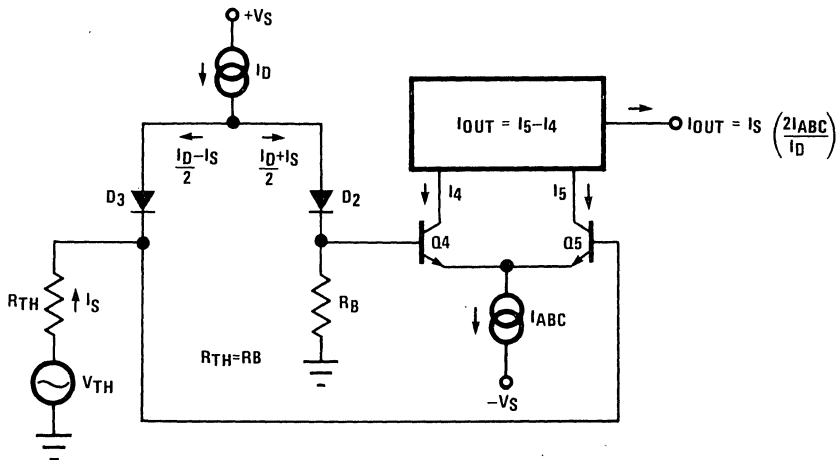 +VS
ID
ID/2 –IS
ID/2 +IS
IOUT = I5–I4
IOUT = IS (2IABC/ID)
D3
D2
I4
I5
Q4
Q5
RTH
IS
RB
IABC
RTH=RB
VTH
–VS